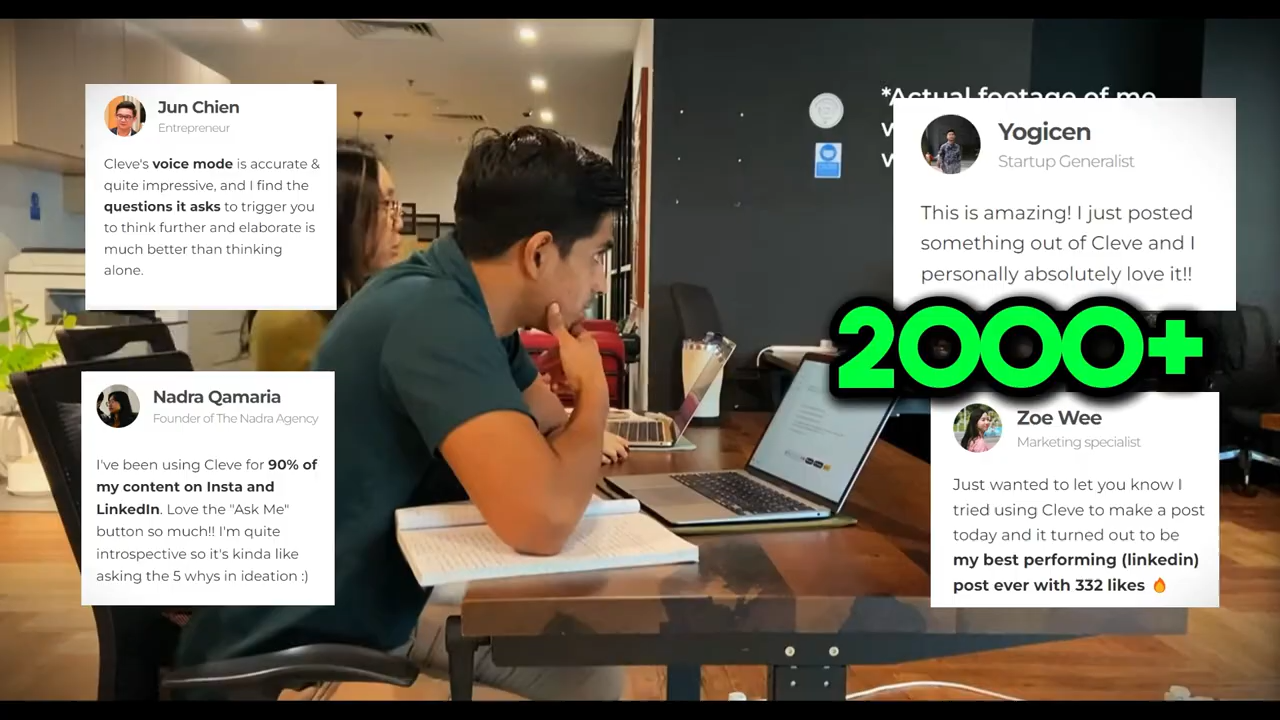 Jun Chien
Entrepreneur
Cleve's voice mode is accurate &
quite impressive, and I find the
questions it asks to trigger you
to think further and elaborate is
much better than thinking
alone.
Nadra Qamaria
Founder of The Nadra Agency
I've been using Cleve for 90% of
my content on Insta and
LinkedIn. Love the "Ask Me"
button so much!! I'm quite
introspective so it's kinda like
asking the 5 whys in ideation :)
*Actual footage of me
Yogicen
Startup Generalist
This is amazing! I just posted
something out of Cleve and I
personally absolutely love it!!
2000+
Zoe Wee
Marketing specialist
Just wanted to let you know I
tried using Cleve to make a post
today and it turned out to be
my best performing (linkedin)
post ever with 332 likes 🔥